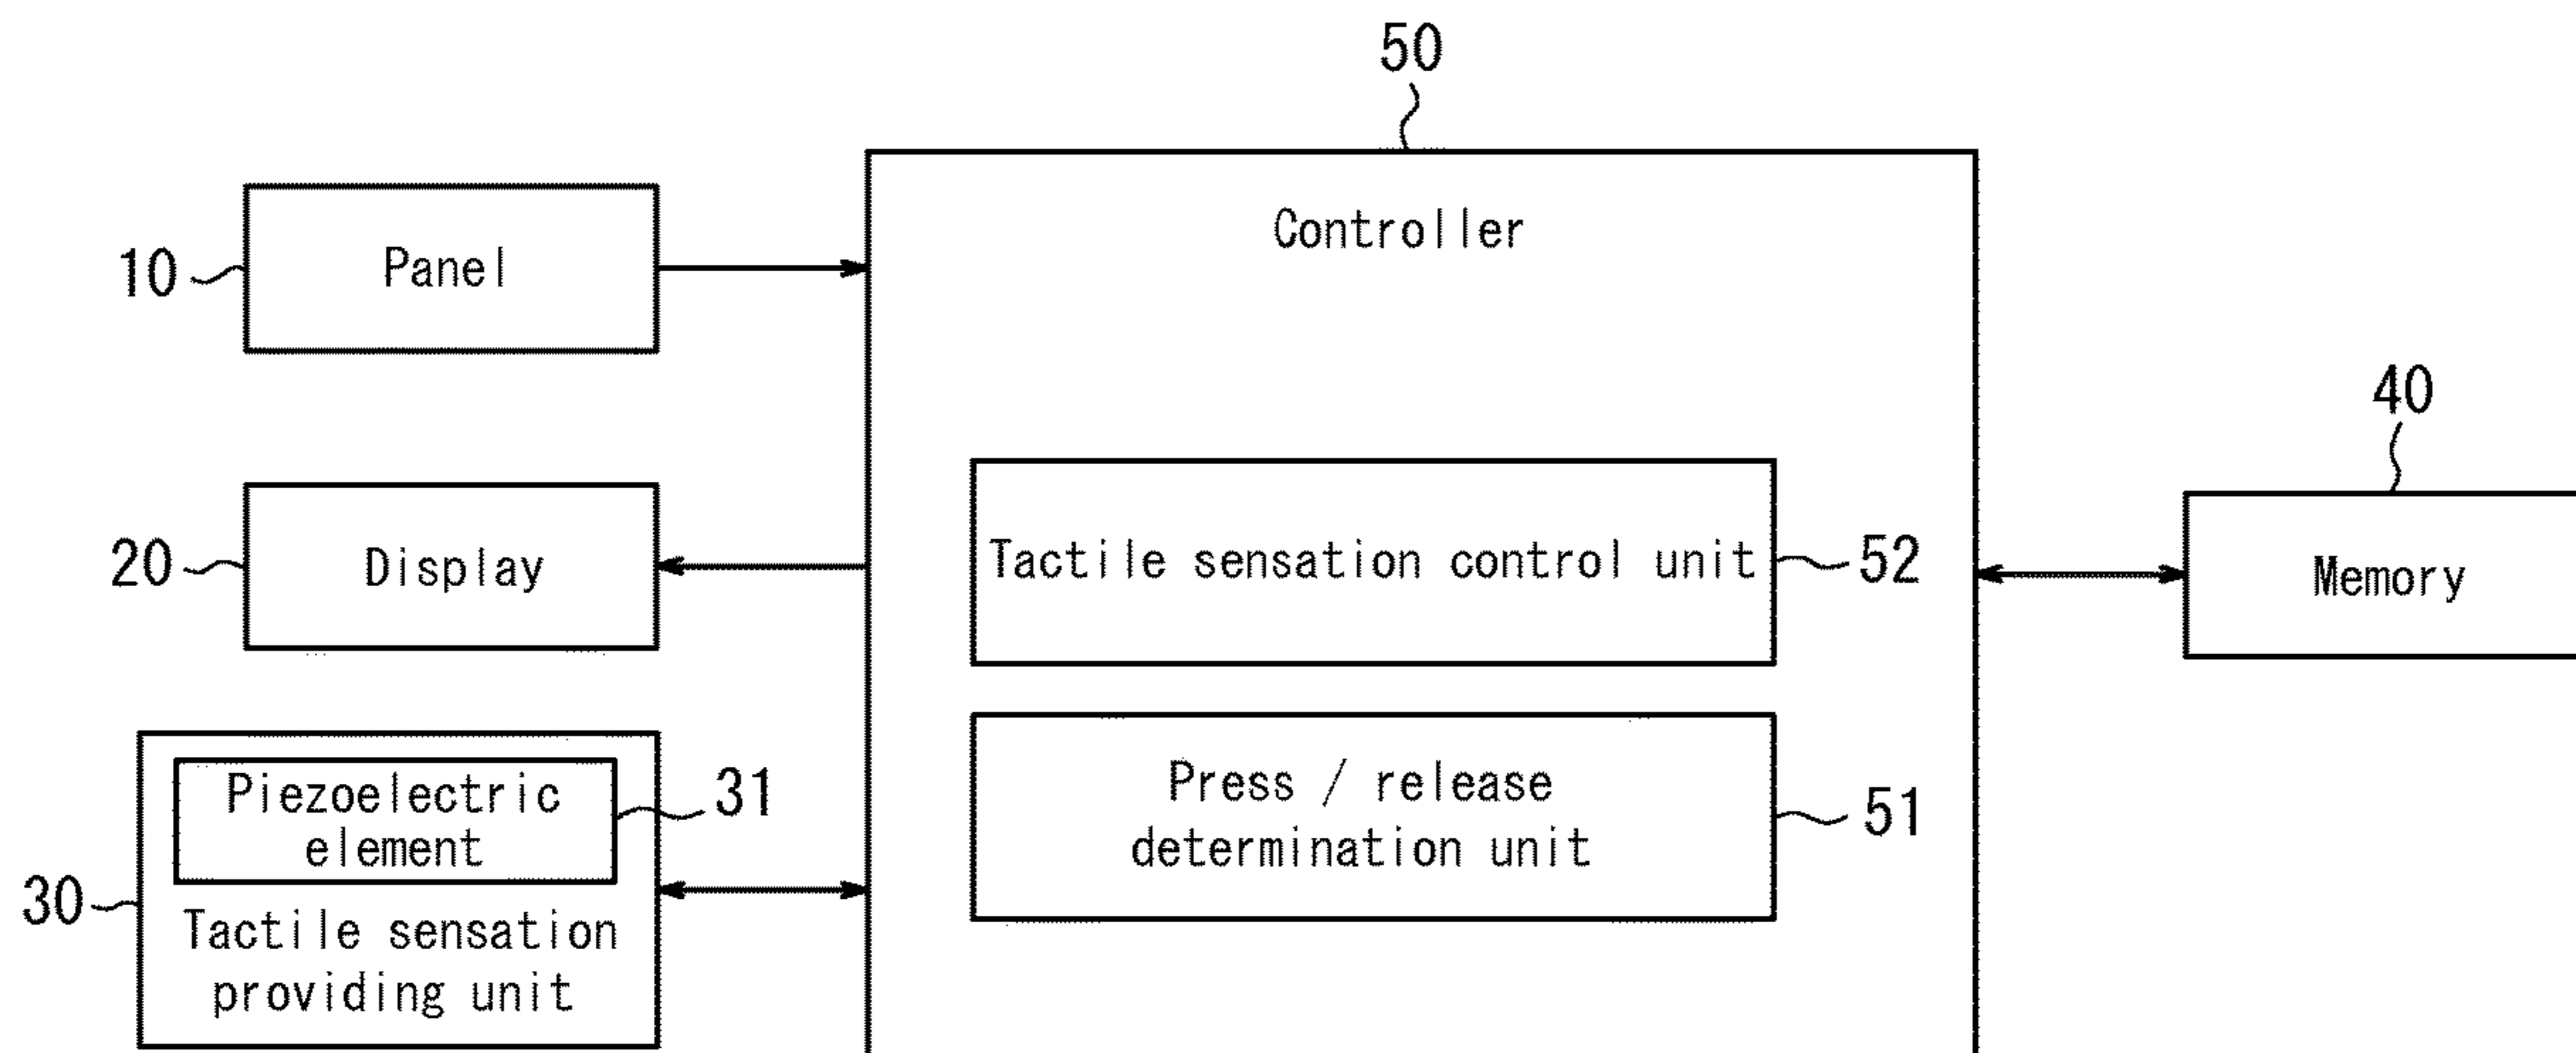 50
Controller
10
Panel
40
20
Display
Tactile sensation control unit
52
Memory
Piezoelectric
element
31
Press / release
determination unit
51
30
Tactile sensation
providing unit